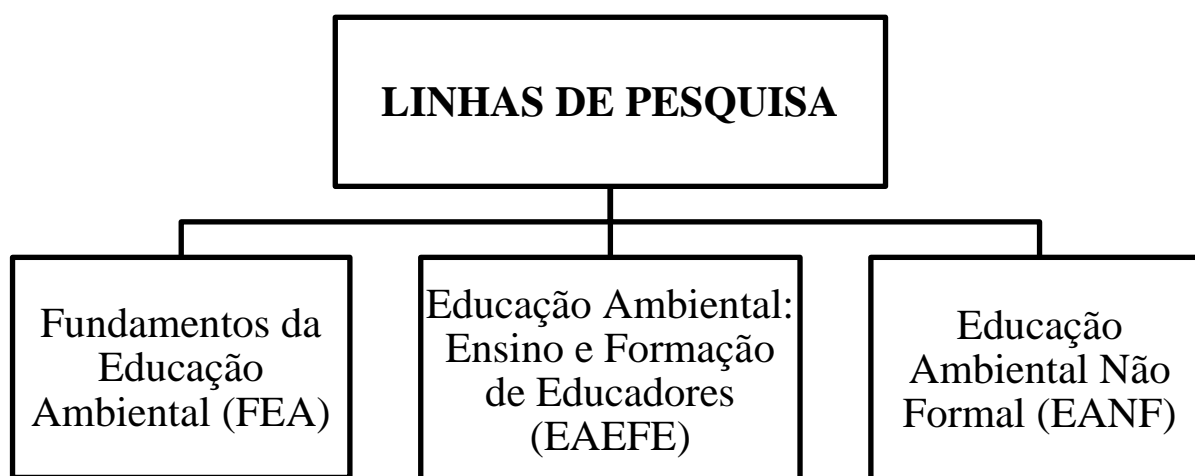 LINHAS DE PESQUISA
Fundamentos da
Educação
Ambiental (FEA)
Educação Ambiental:
Ensino e Formação
de Educadores
(EAEFE)
Educação
Ambiental Não
Formal (EANF)